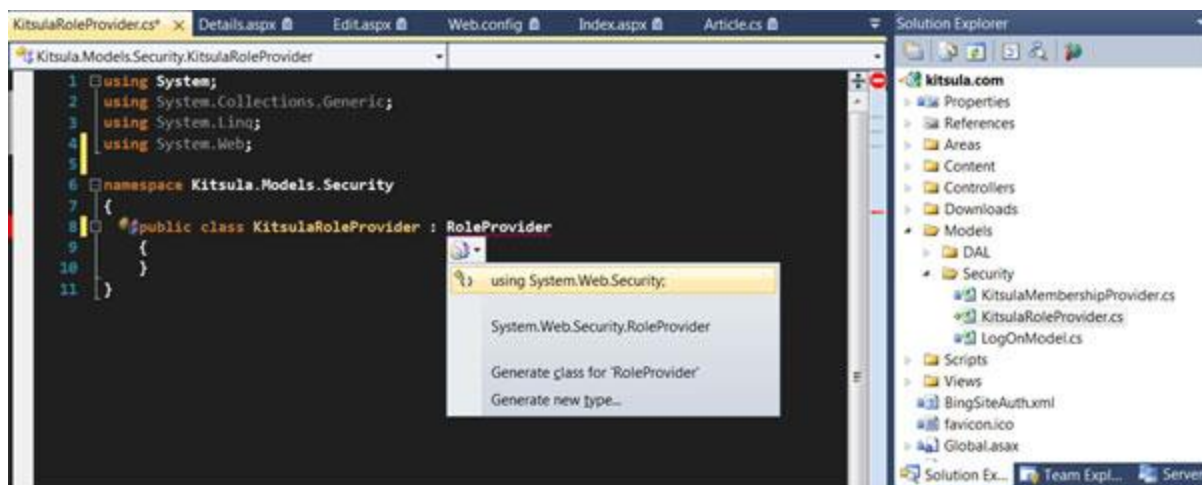 KitsulaRoleProvider.cs* × Details.aspx Edit.aspx Web.config Index.aspx Article.cs
Kitsula.Models.Security.KitsulaRoleProvider
1 using System;
2 using System.Collections.Generic;
3 using System.Linq;
4 using System.Web;
5
6 namespace Kitsula.Models.Security
7 {
8 public class KitsulaRoleProvider : RoleProvider
9 {
10 }
11 }
using System.Web.Security;
System.Web.Security.RoleProvider
Generate class for 'RoleProvider'
Generate new type...
Solution Explorer
kitsula.com
Properties
References
Areas
Content
Controllers
Downloads
Models
DAL
Security
KitsulaMembershipProvider.cs
KitsulaRoleProvider.cs
LogOnModel.cs
Scripts
Views
BingSiteAuth.xml
favicon.ico
Global.asax
Solution Ex... Team Expl... Server